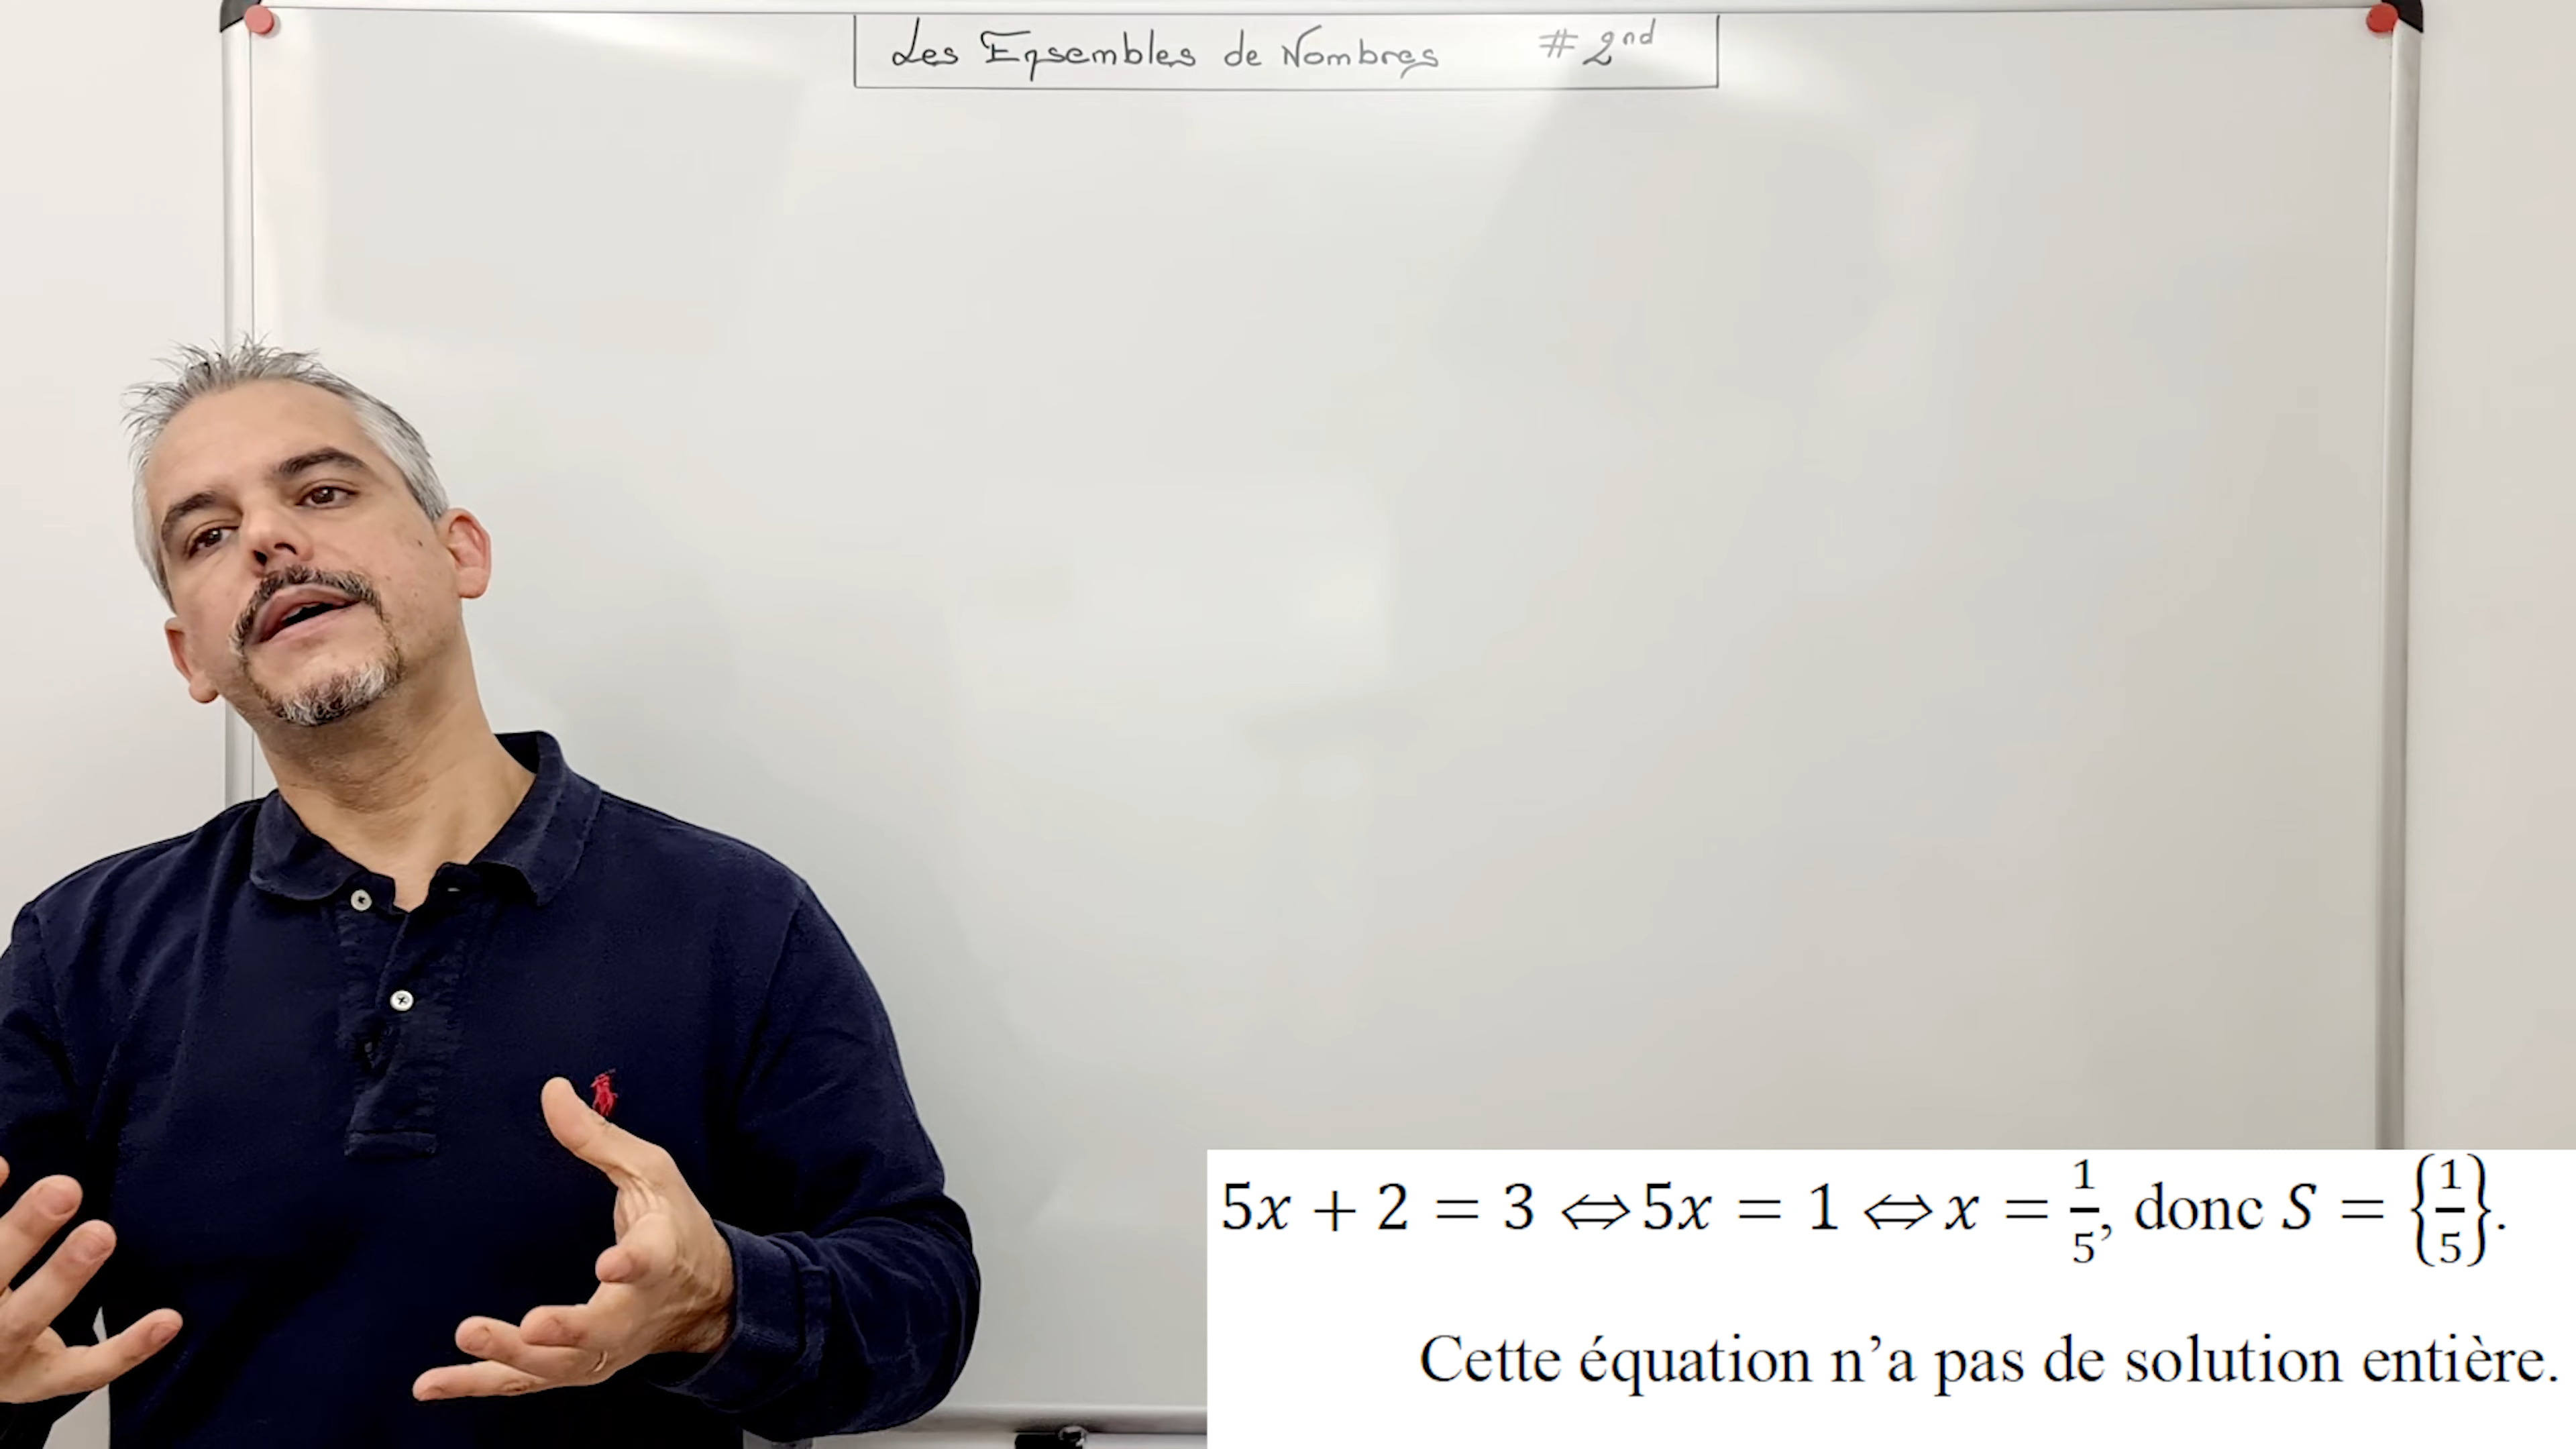 Les Ensembles de Nombres # 2nd
5x + 2 = 3 ⇔ 5x = 1 ⇔ x = 1/5, donc S = {1/5}.
Cette équation n'a pas de solution entière.